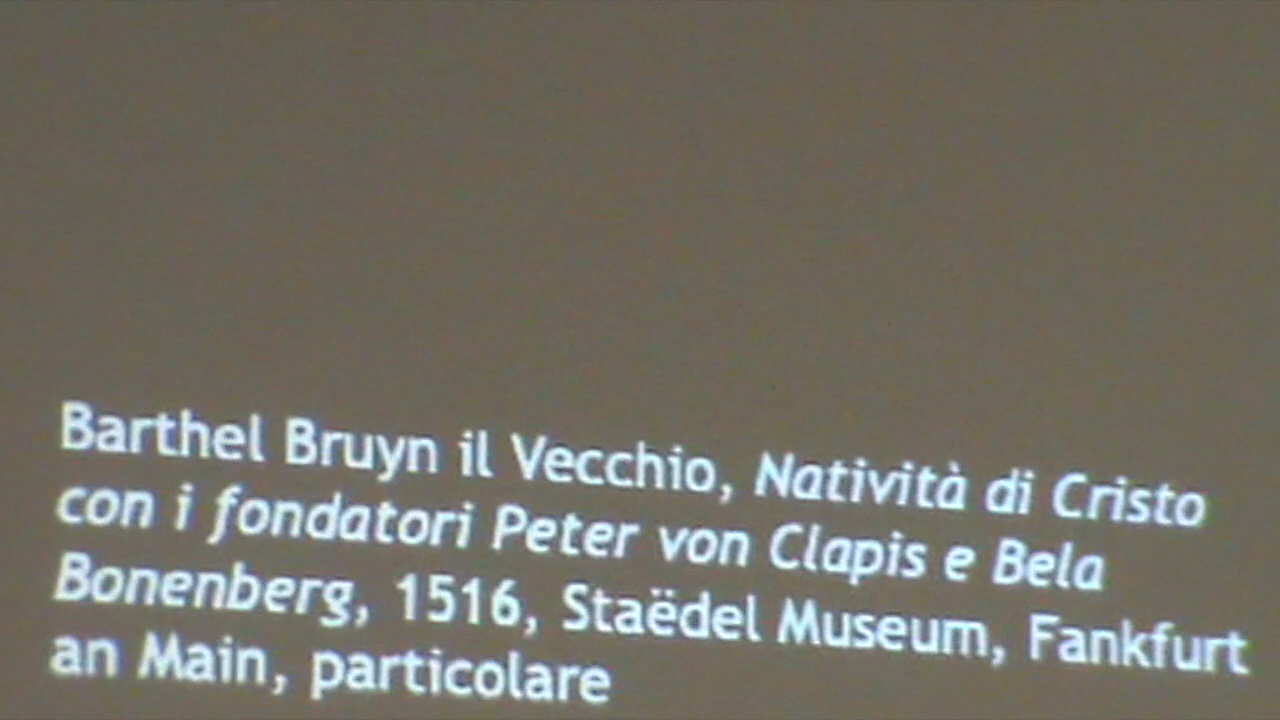 Barthel Bruyn il Vecchio, Natività di Cristo
con i fondatori Peter von Clapis e Bela
Bonenberg, 1516, Staëdel Museum, Fankfurt
an Main, particolare